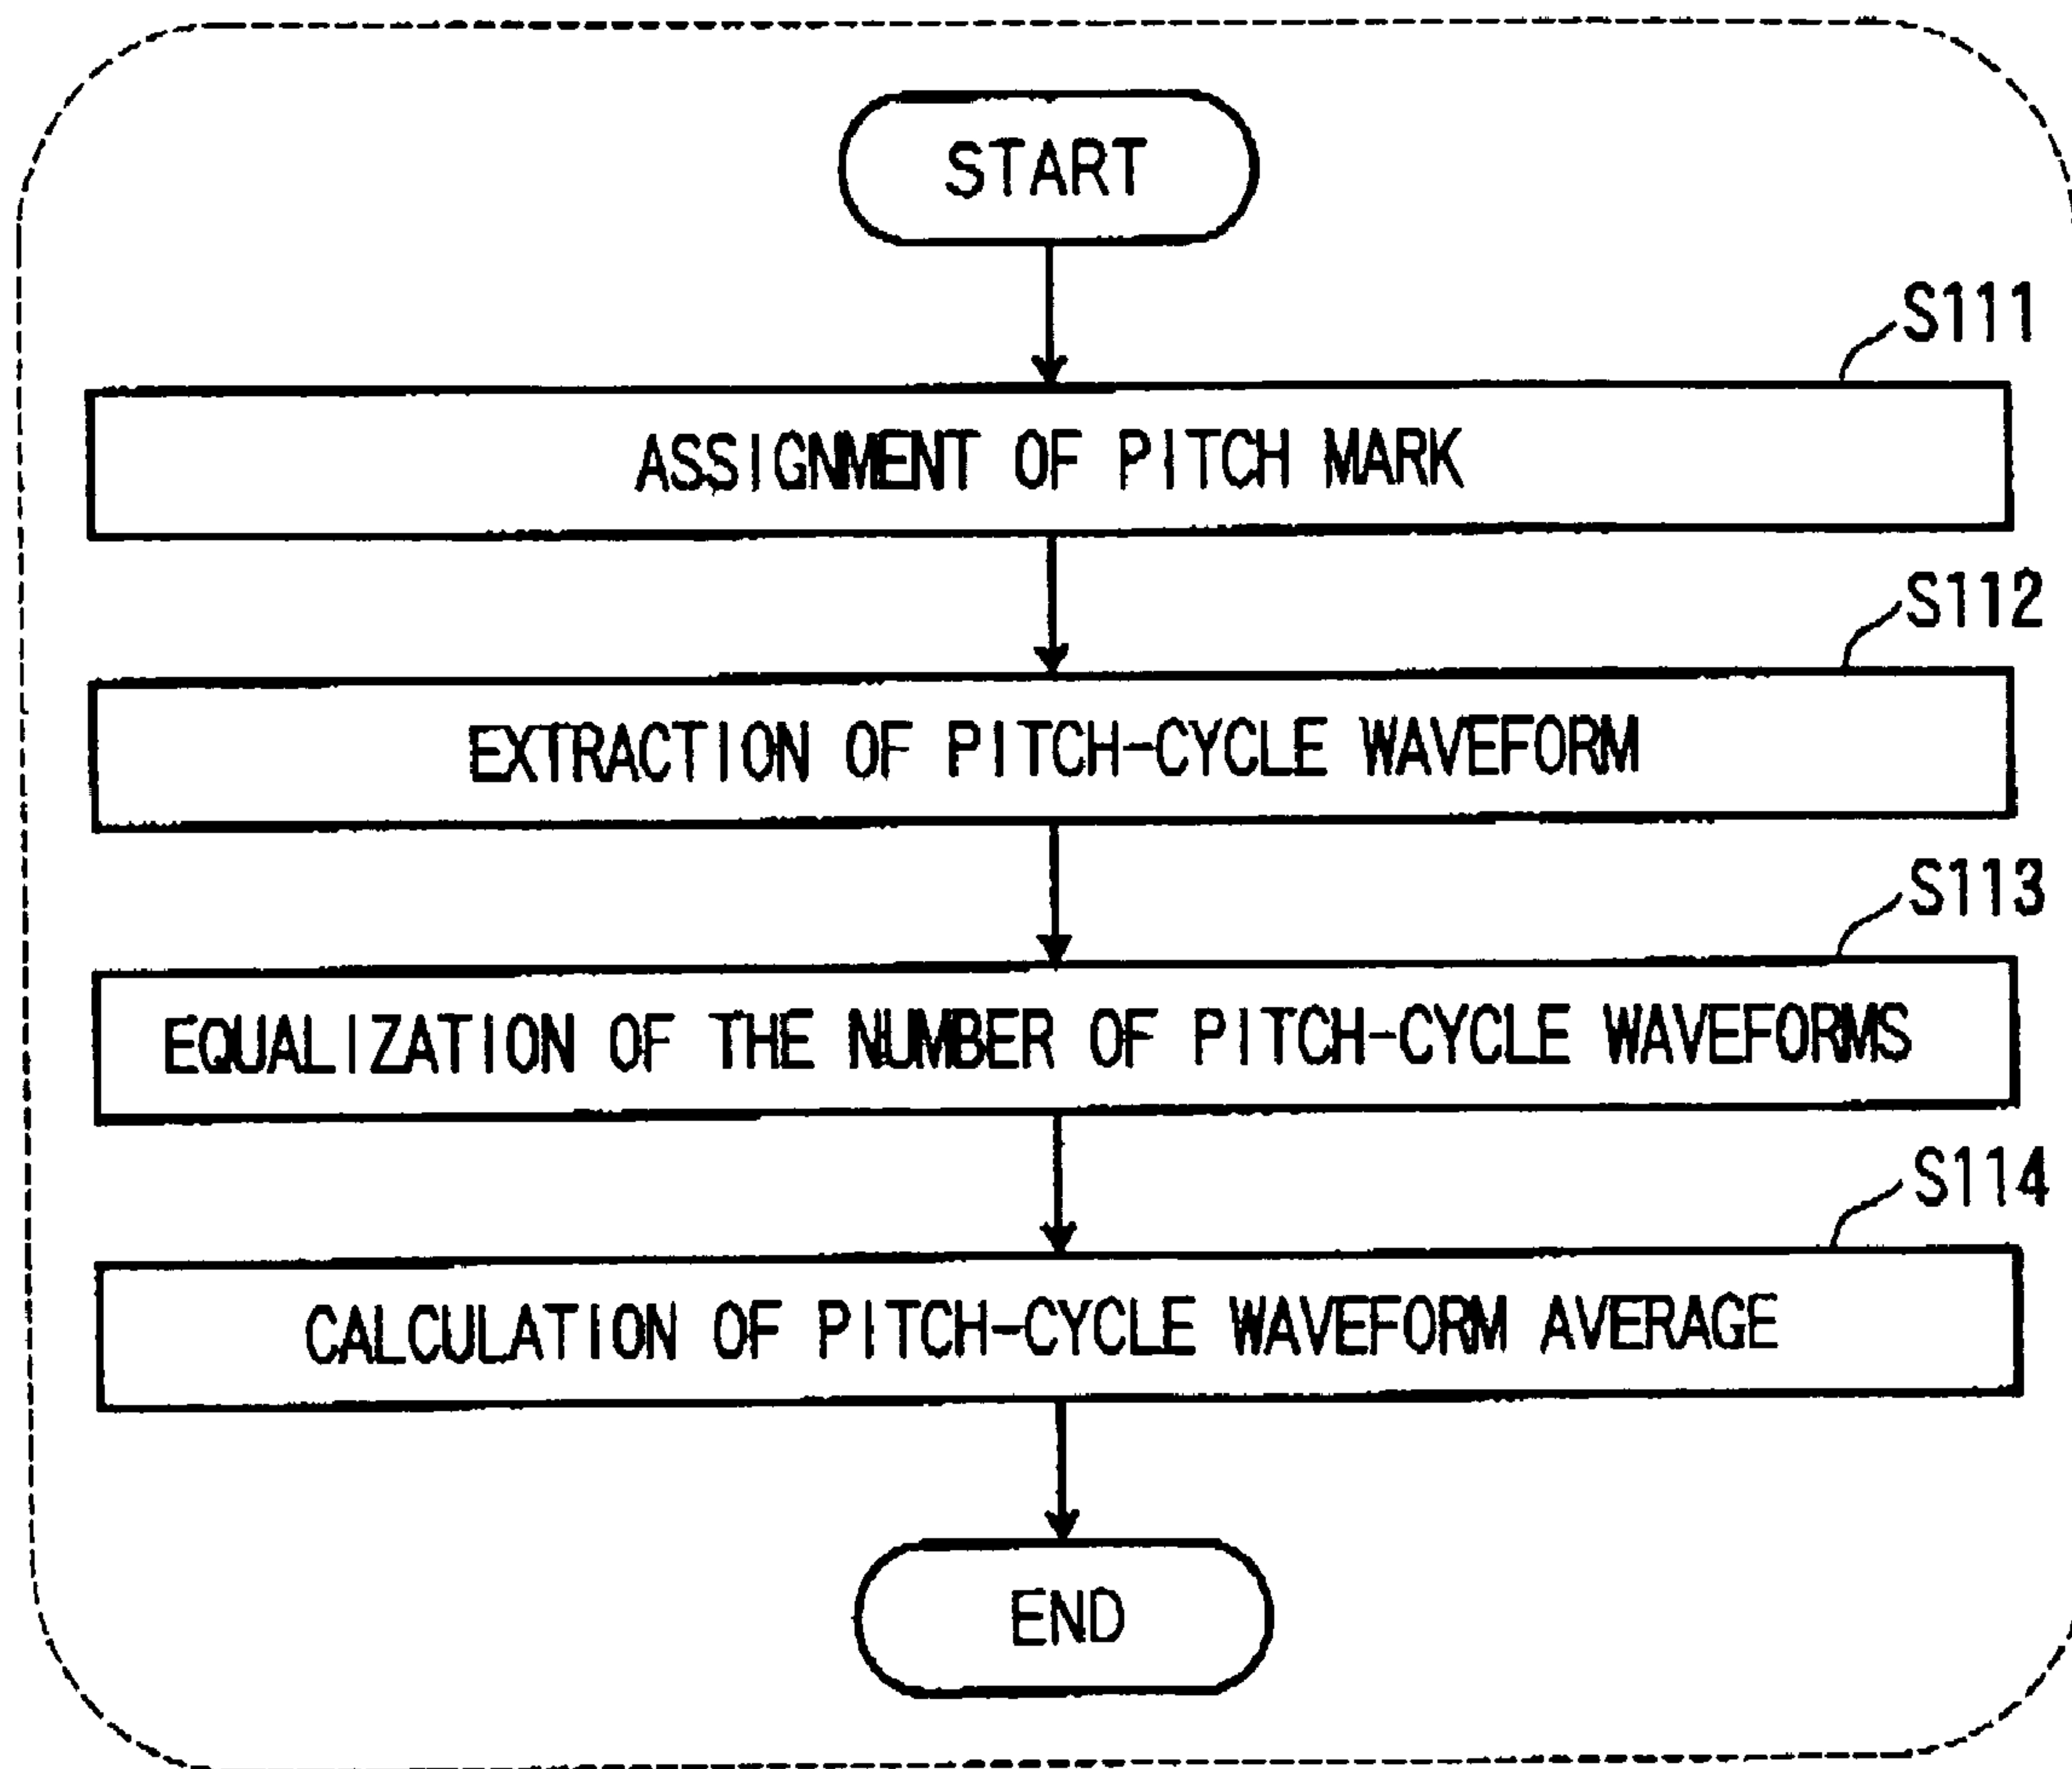 START
S111
ASSIGNMENT OF PITCH MARK
S112
EXTRACTION OF PITCH-CYCLE WAVEFORM
S113
EQUALIZATION OF THE NUMBER OF PITCH-CYCLE WAVEFORMS
S114
CALCULATION OF PITCH-CYCLE WAVEFORM AVERAGE
END